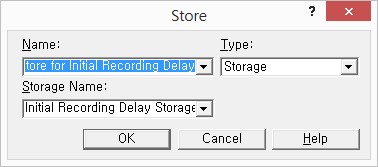 Store
?
Name:
Type:
tore for Initial Recording Delay
Storage
Storage Name:
Initial Recording Delay Storage
OK
Cancel
Help